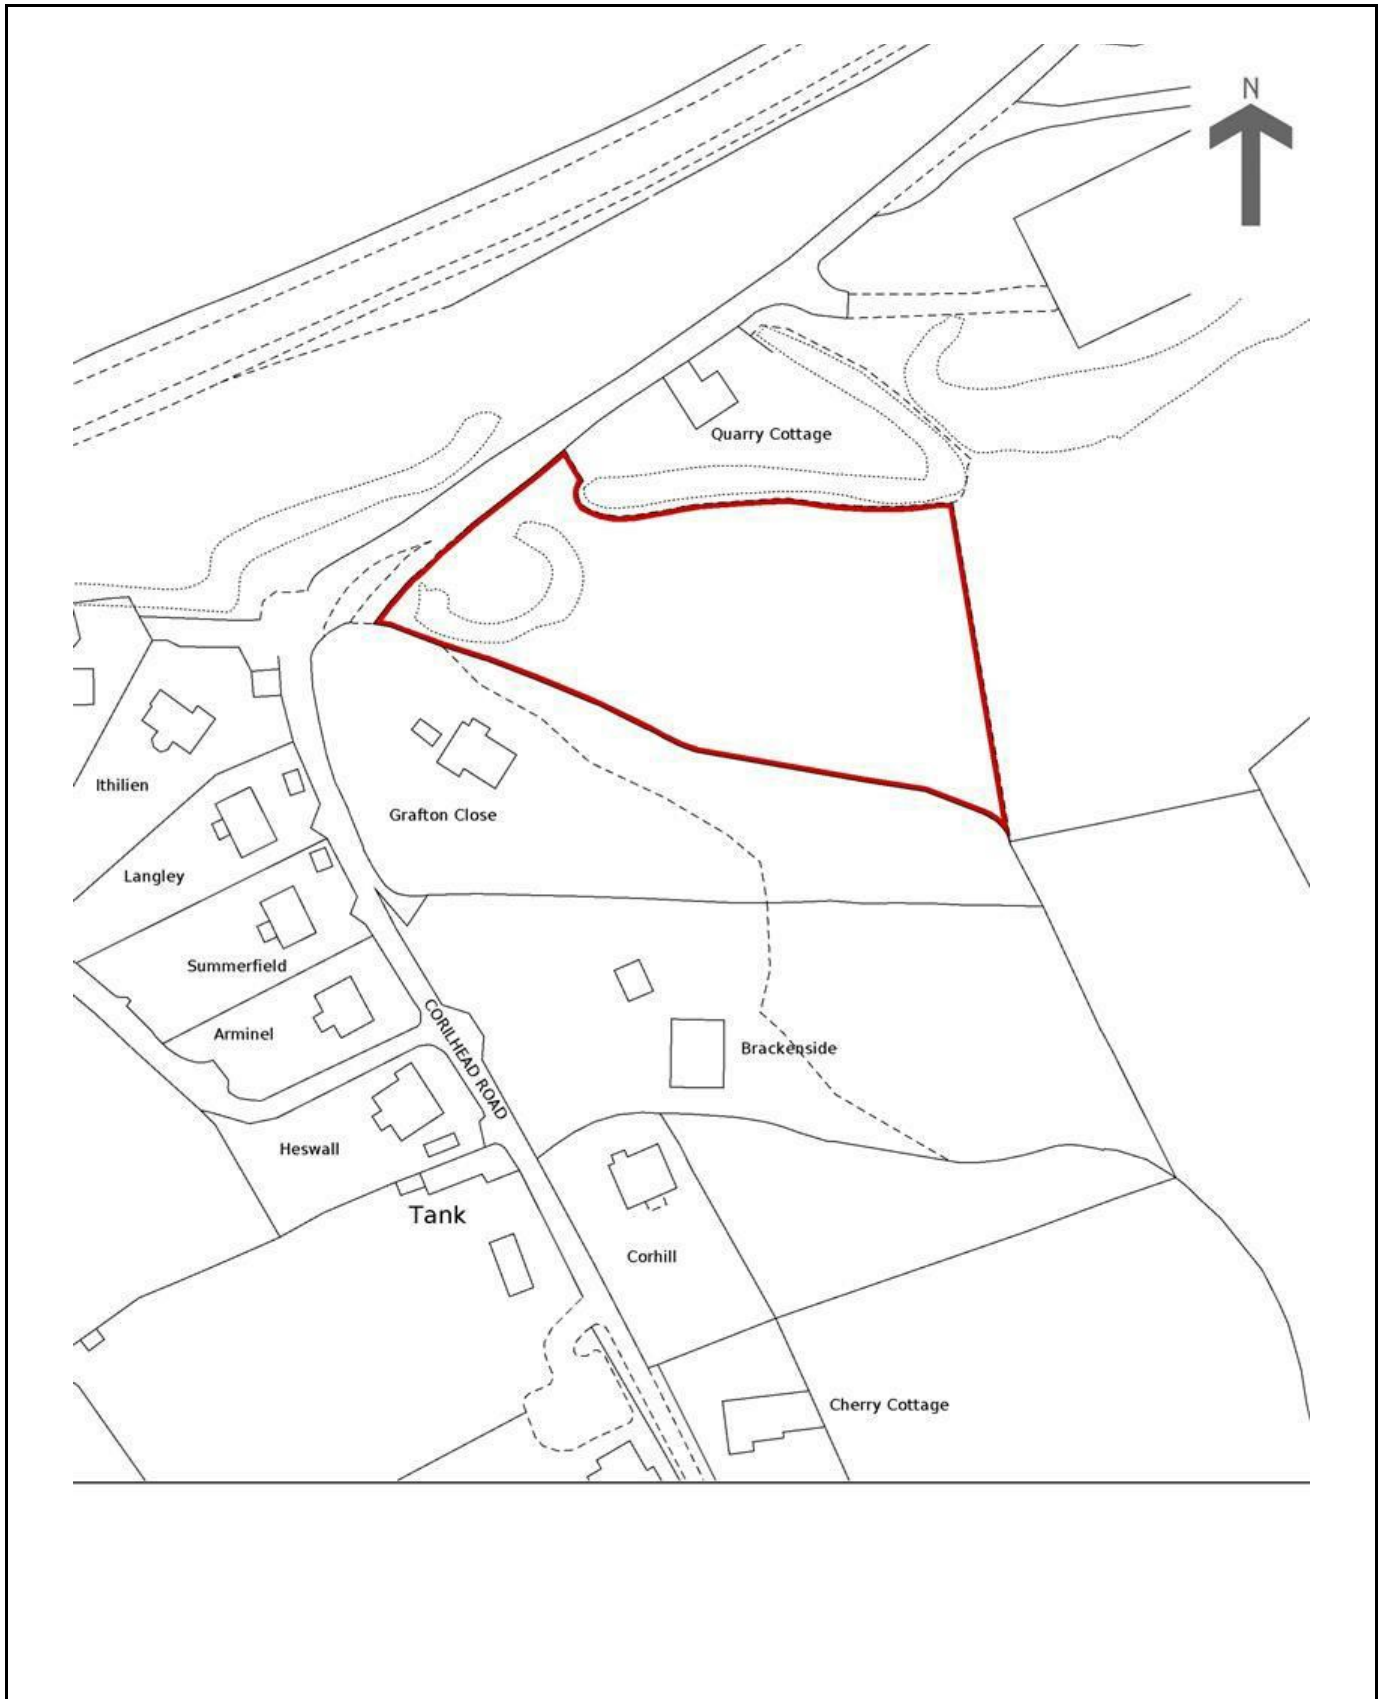 N
Quarry Cottage
Ithilien
Grafton Close
Langley
Summerfield
CORILHEAD ROAD
Arminel
Brackenside
Heswall
Tank
Corhill
Cherry Cottage